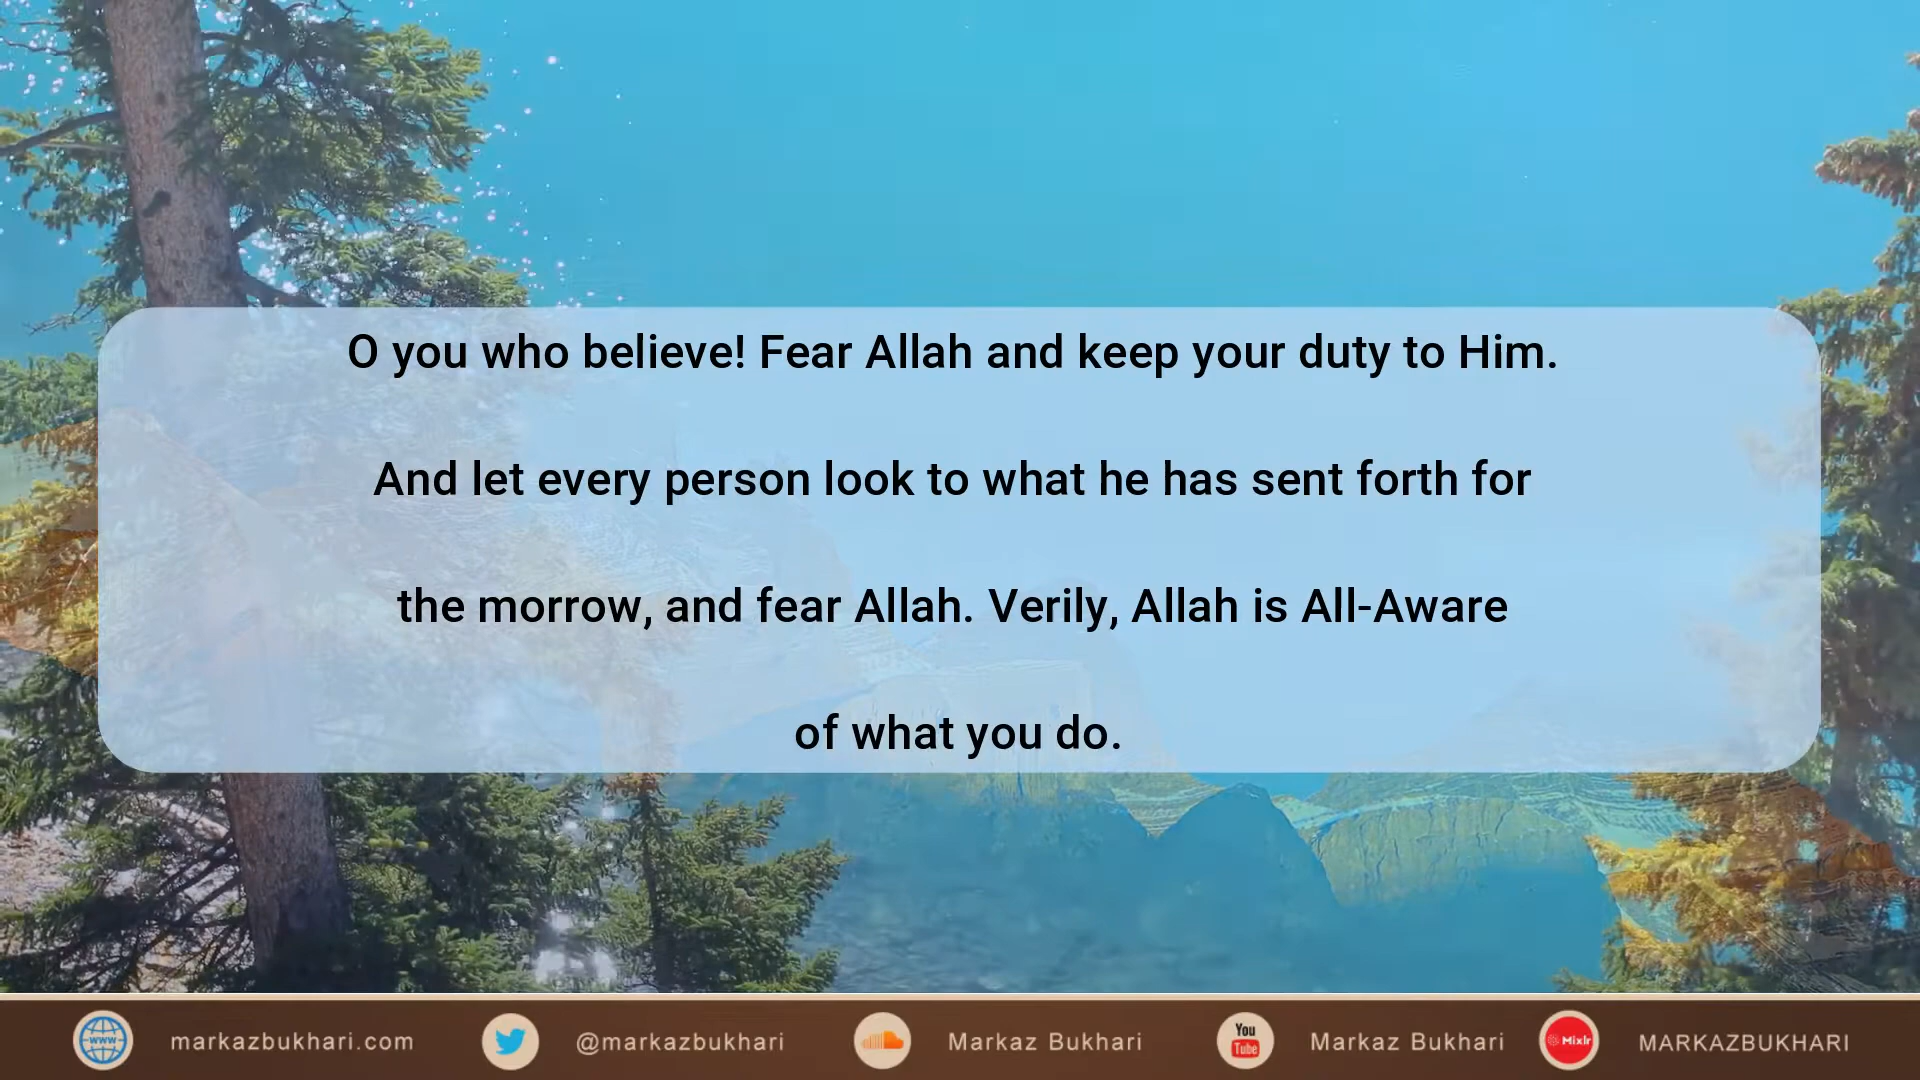 O you who believe! Fear Allah and keep your duty to Him.
And let every person look to what he has sent forth for
the morrow, and fear Allah. Verily, Allah is All-Aware
of what you do.
www markazbukhari.com @markazbukhari Markaz Bukhari You Tube Markaz Bukhari Mixlr MARKAZBUKHARI